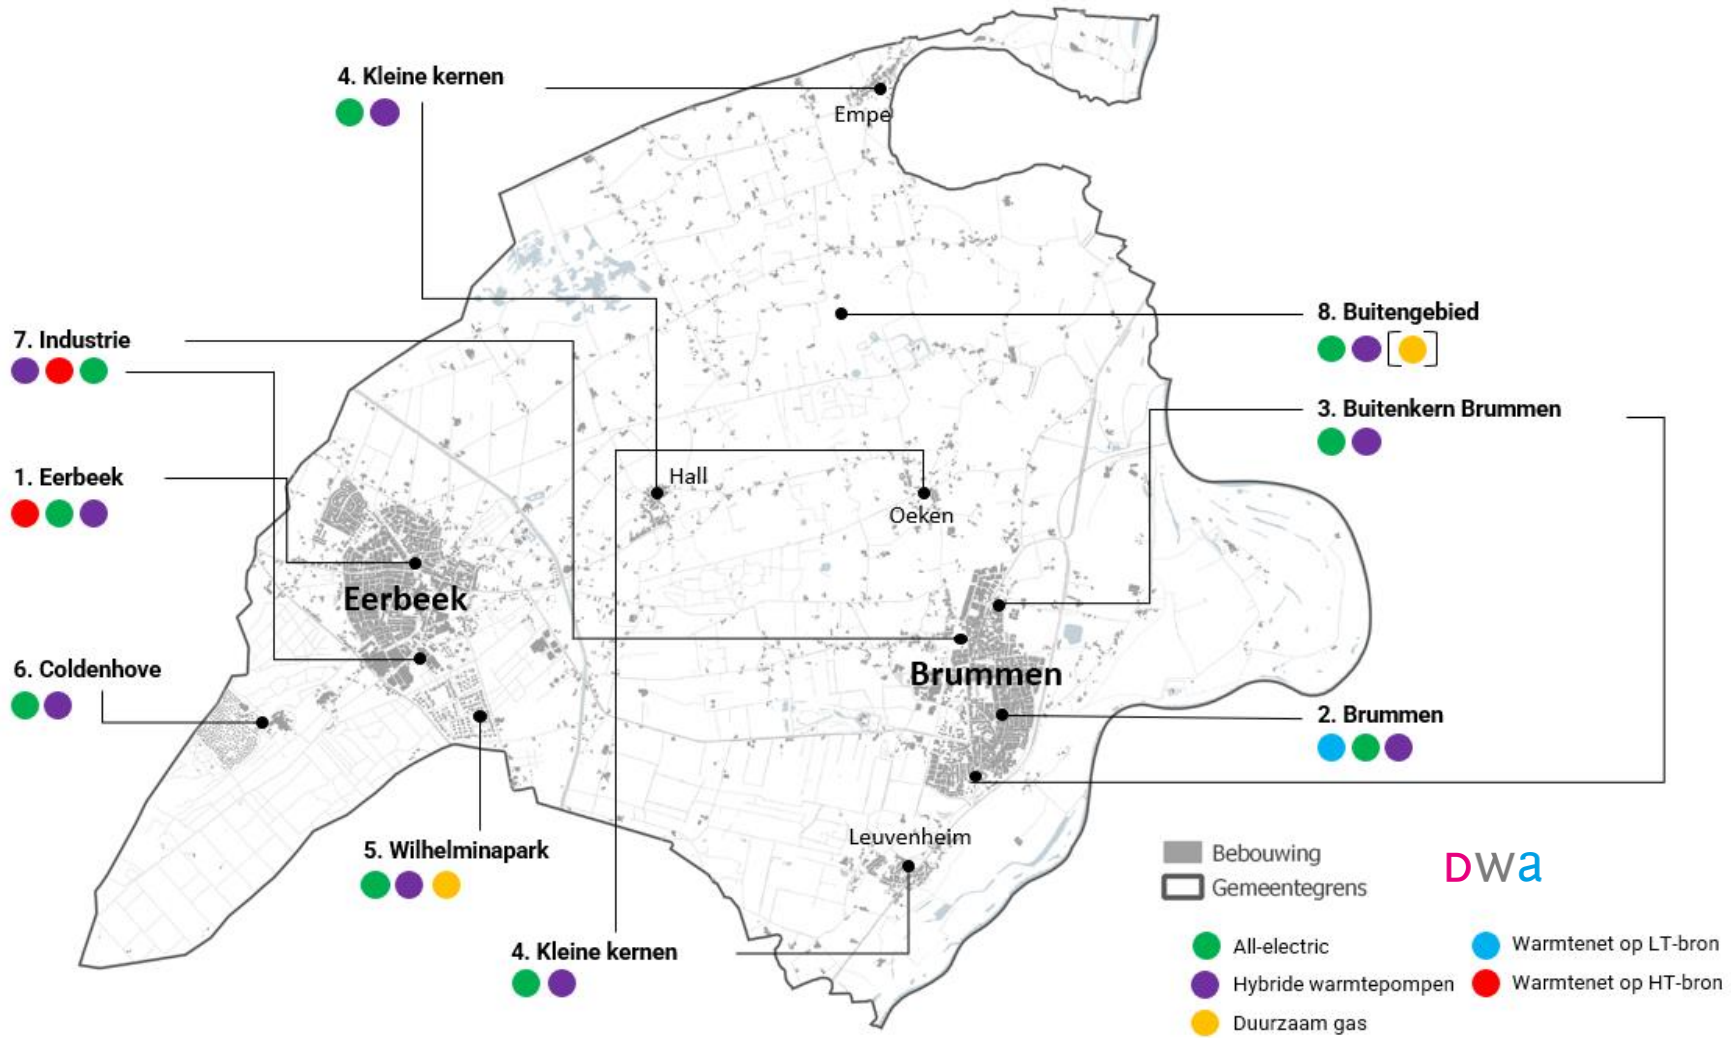 4. Kleine kernen
Empe
7. Industrie
8. Buitengebied
3. Buitenkern Brummen
1. Eerbeek
Hall
Oeken
Eerbeek
6. Coldenhove
Brummen
2. Brummen
5. Wilhelminapark
Leuvenheim
4. Kleine kernen
Bebouwing
Gemeentegrens
DWa
All-electric
Hybride warmtepompen
Duurzaam gas
Warmtenet op LT-bron
Warmtenet op HT-bron